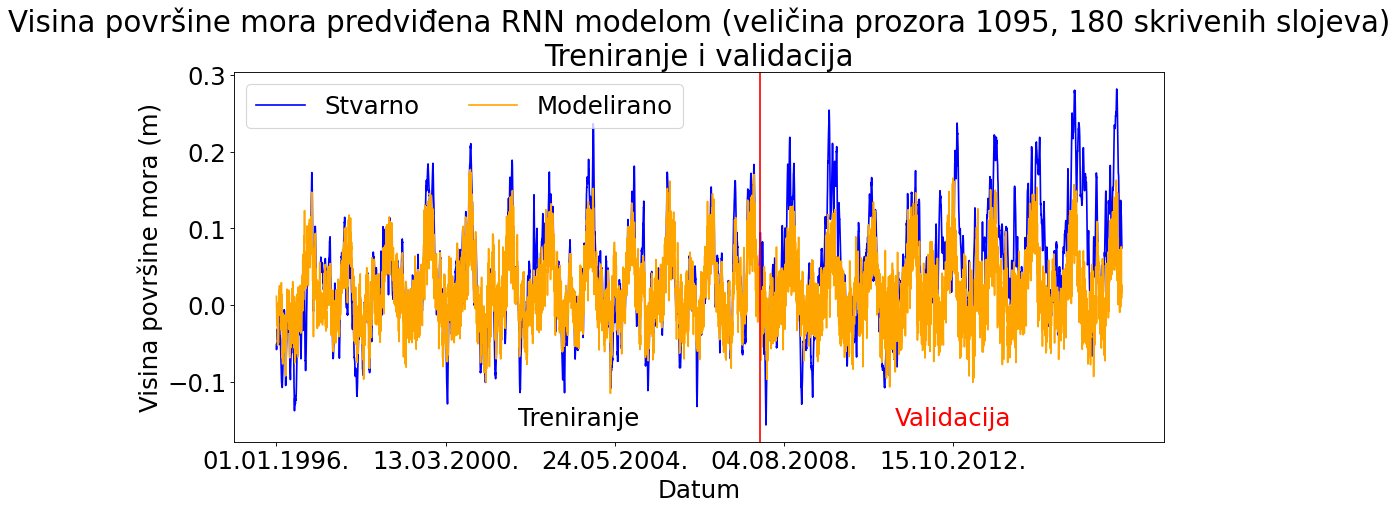 Visina površine mora predviđena RNN modelom (veličina prozora 1095, 180 skrivenih slojeva)
Treniranje i validacija
Stvarno
Modelirano
Visina površine mora (m)
0.3
0.2
0.1
0.0
−0.1
Treniranje
Validacija
01.01.1996.
13.03.2000.
24.05.2004.
04.08.2008.
15.10.2012.
Datum